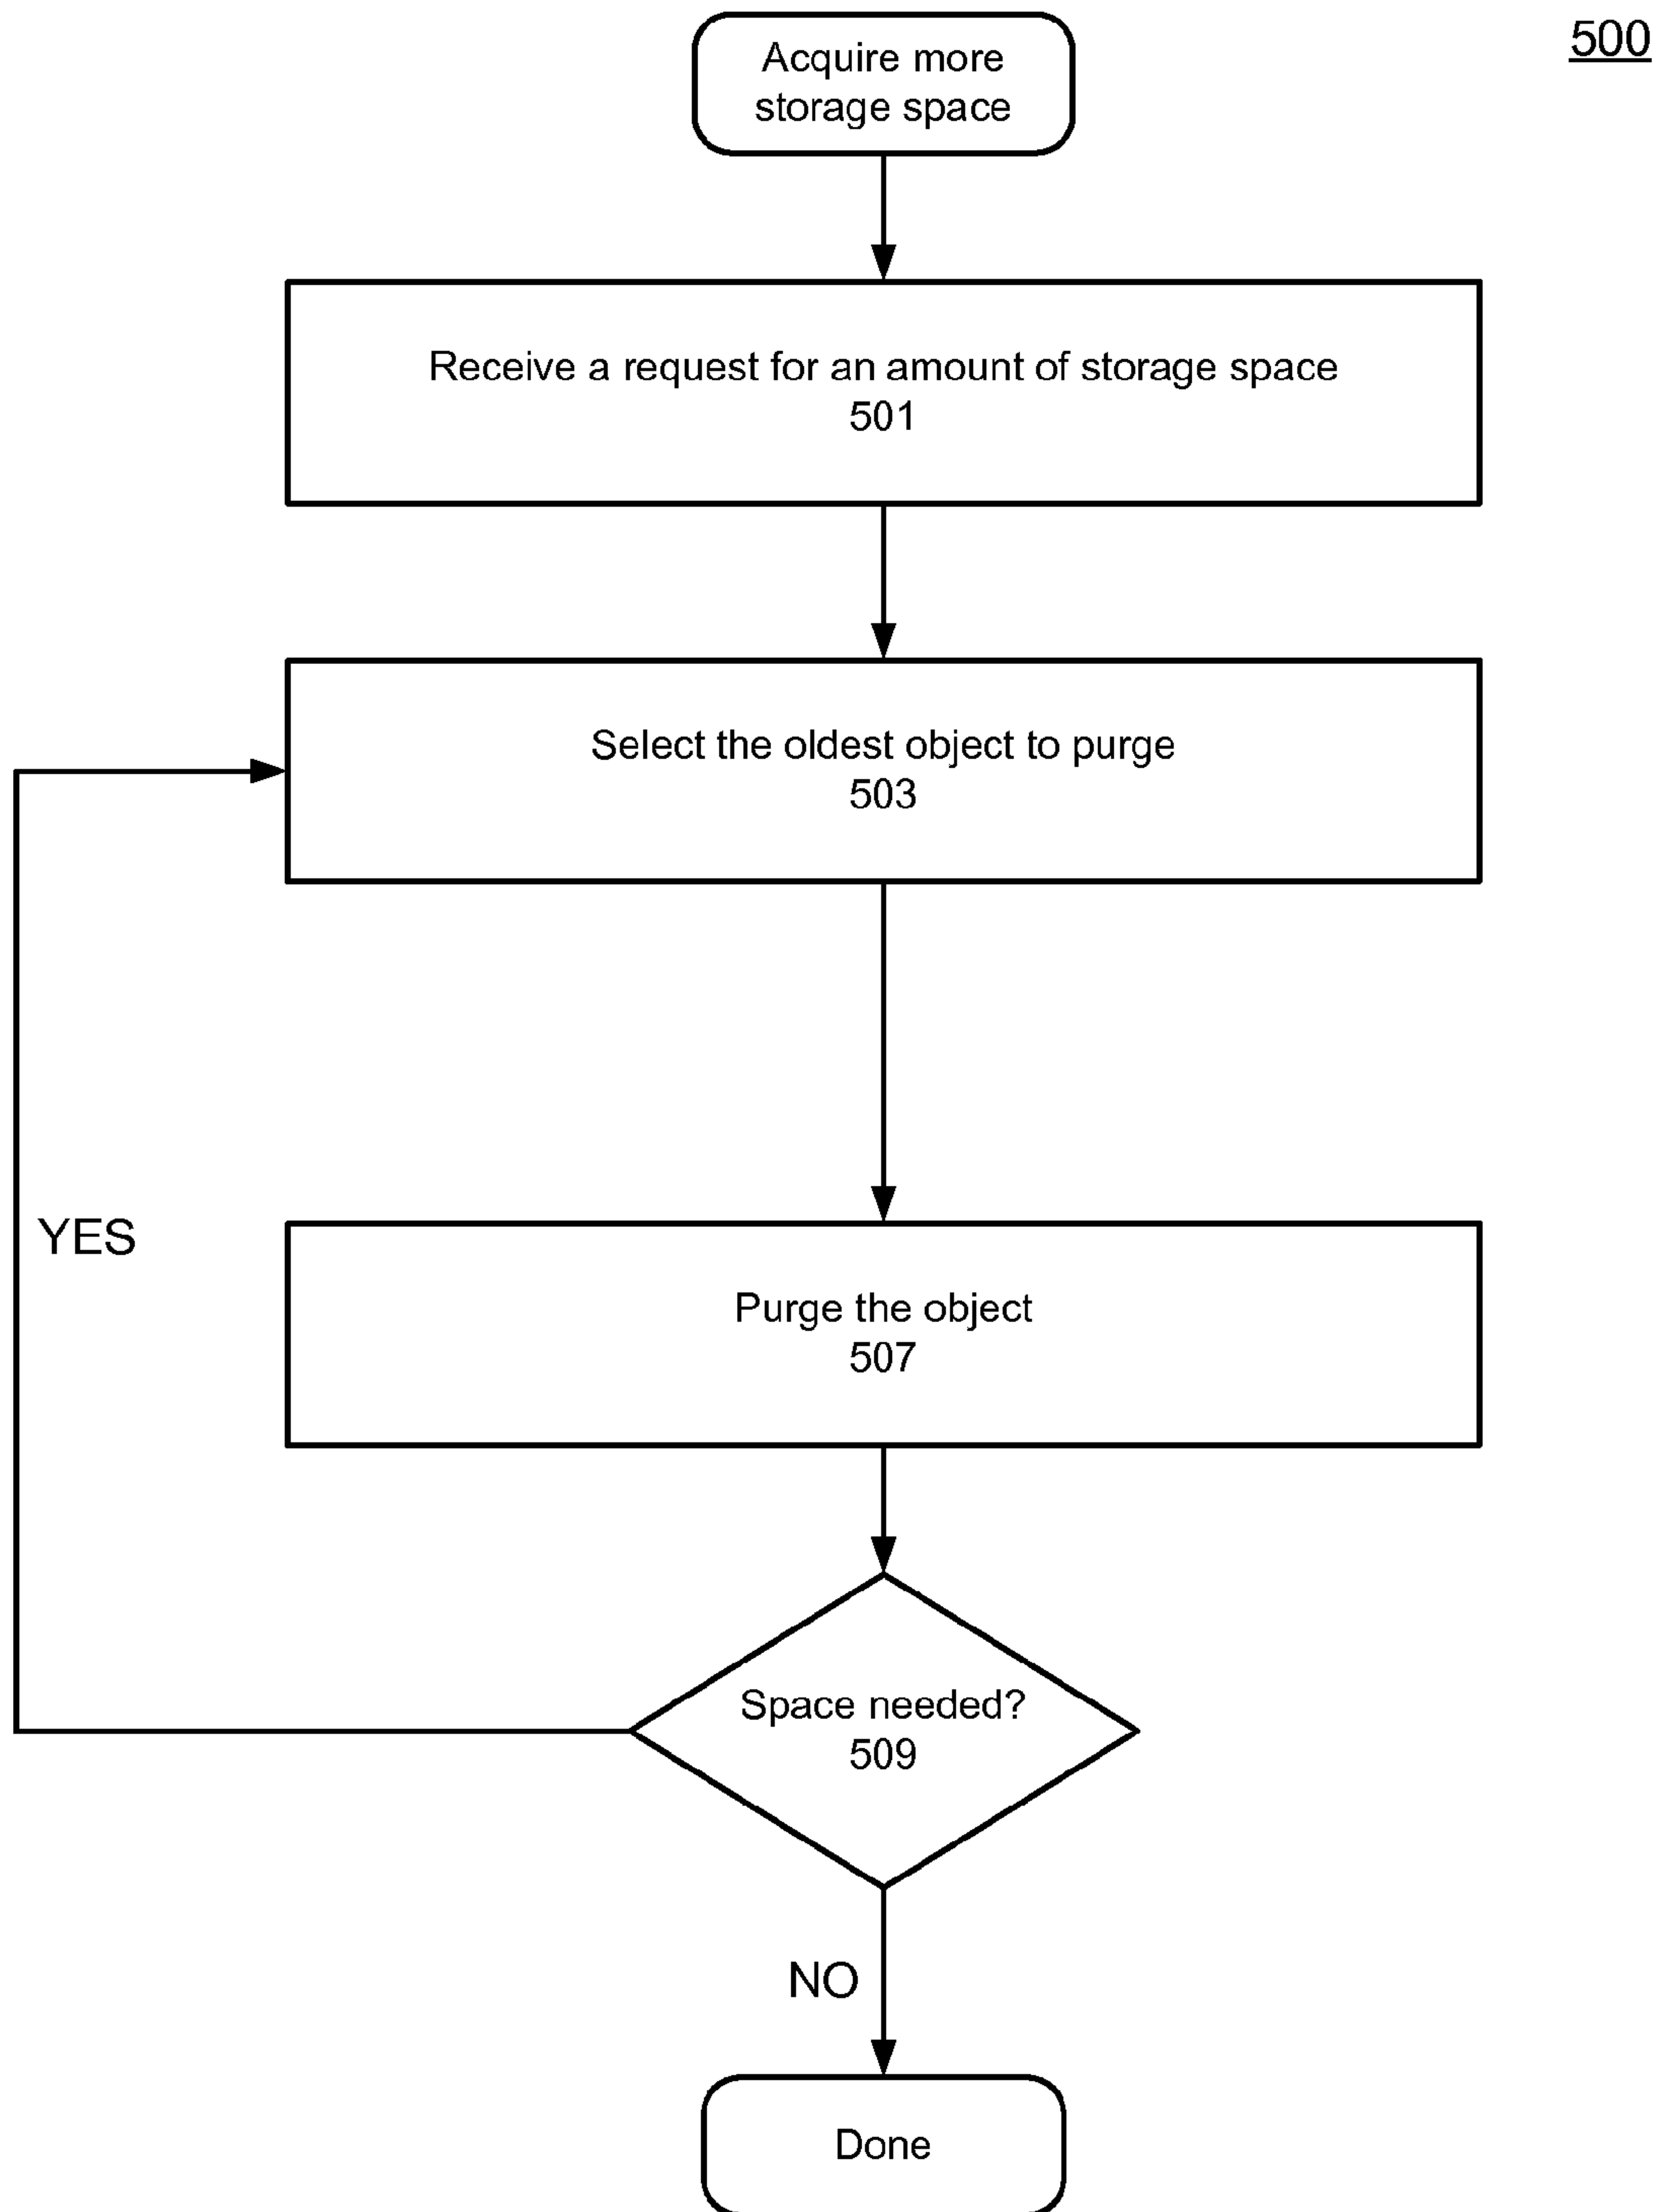 500
Acquire more
storage space
Receive a request for an amount of storage space
501
Select the oldest object to purge
503
YES
Purge the object
507
Space needed?
509
NO
Done